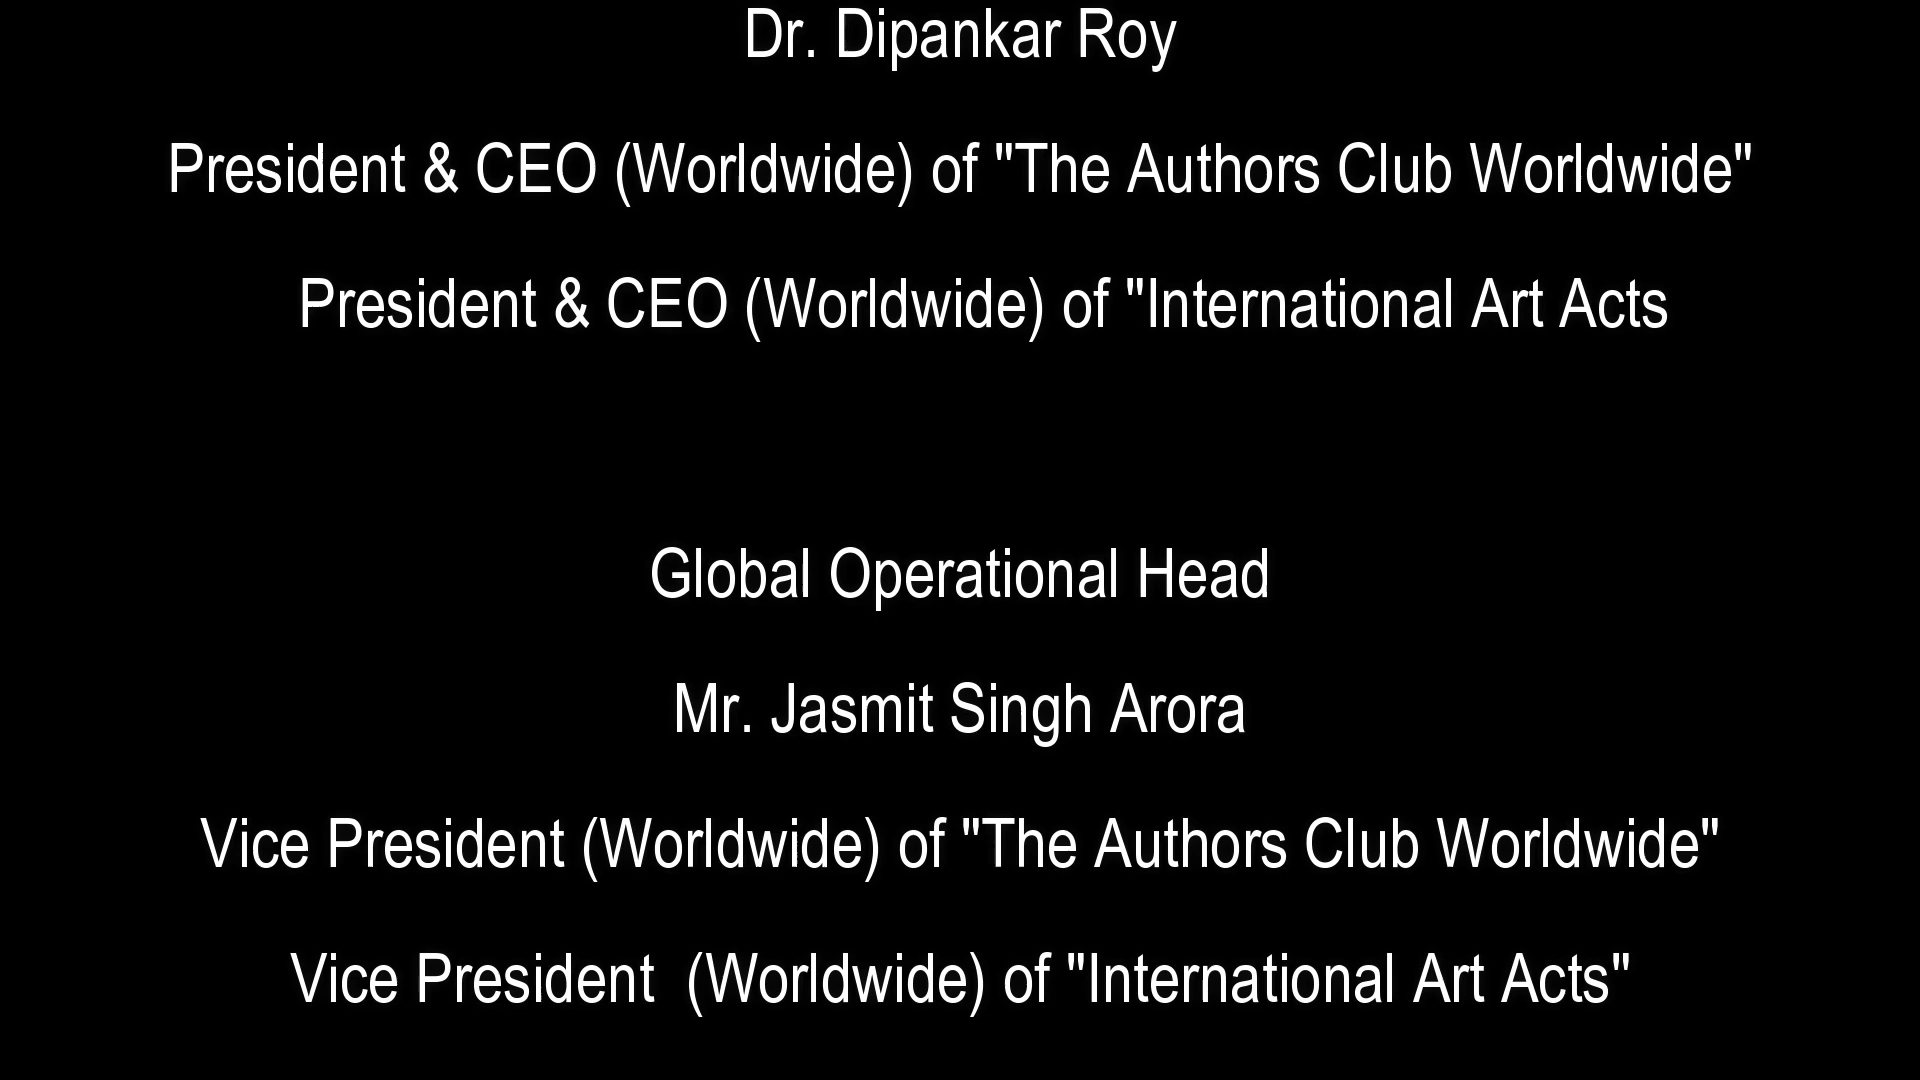 Dr. Dipankar Roy
President & CEO (Worldwide) of "The Authors Club Worldwide"
President & CEO (Worldwide) of "International Art Acts
Global Operational Head
Mr. Jasmit Singh Arora
Vice President (Worldwide) of "The Authors Club Worldwide"
Vice President  (Worldwide) of "International Art Acts"